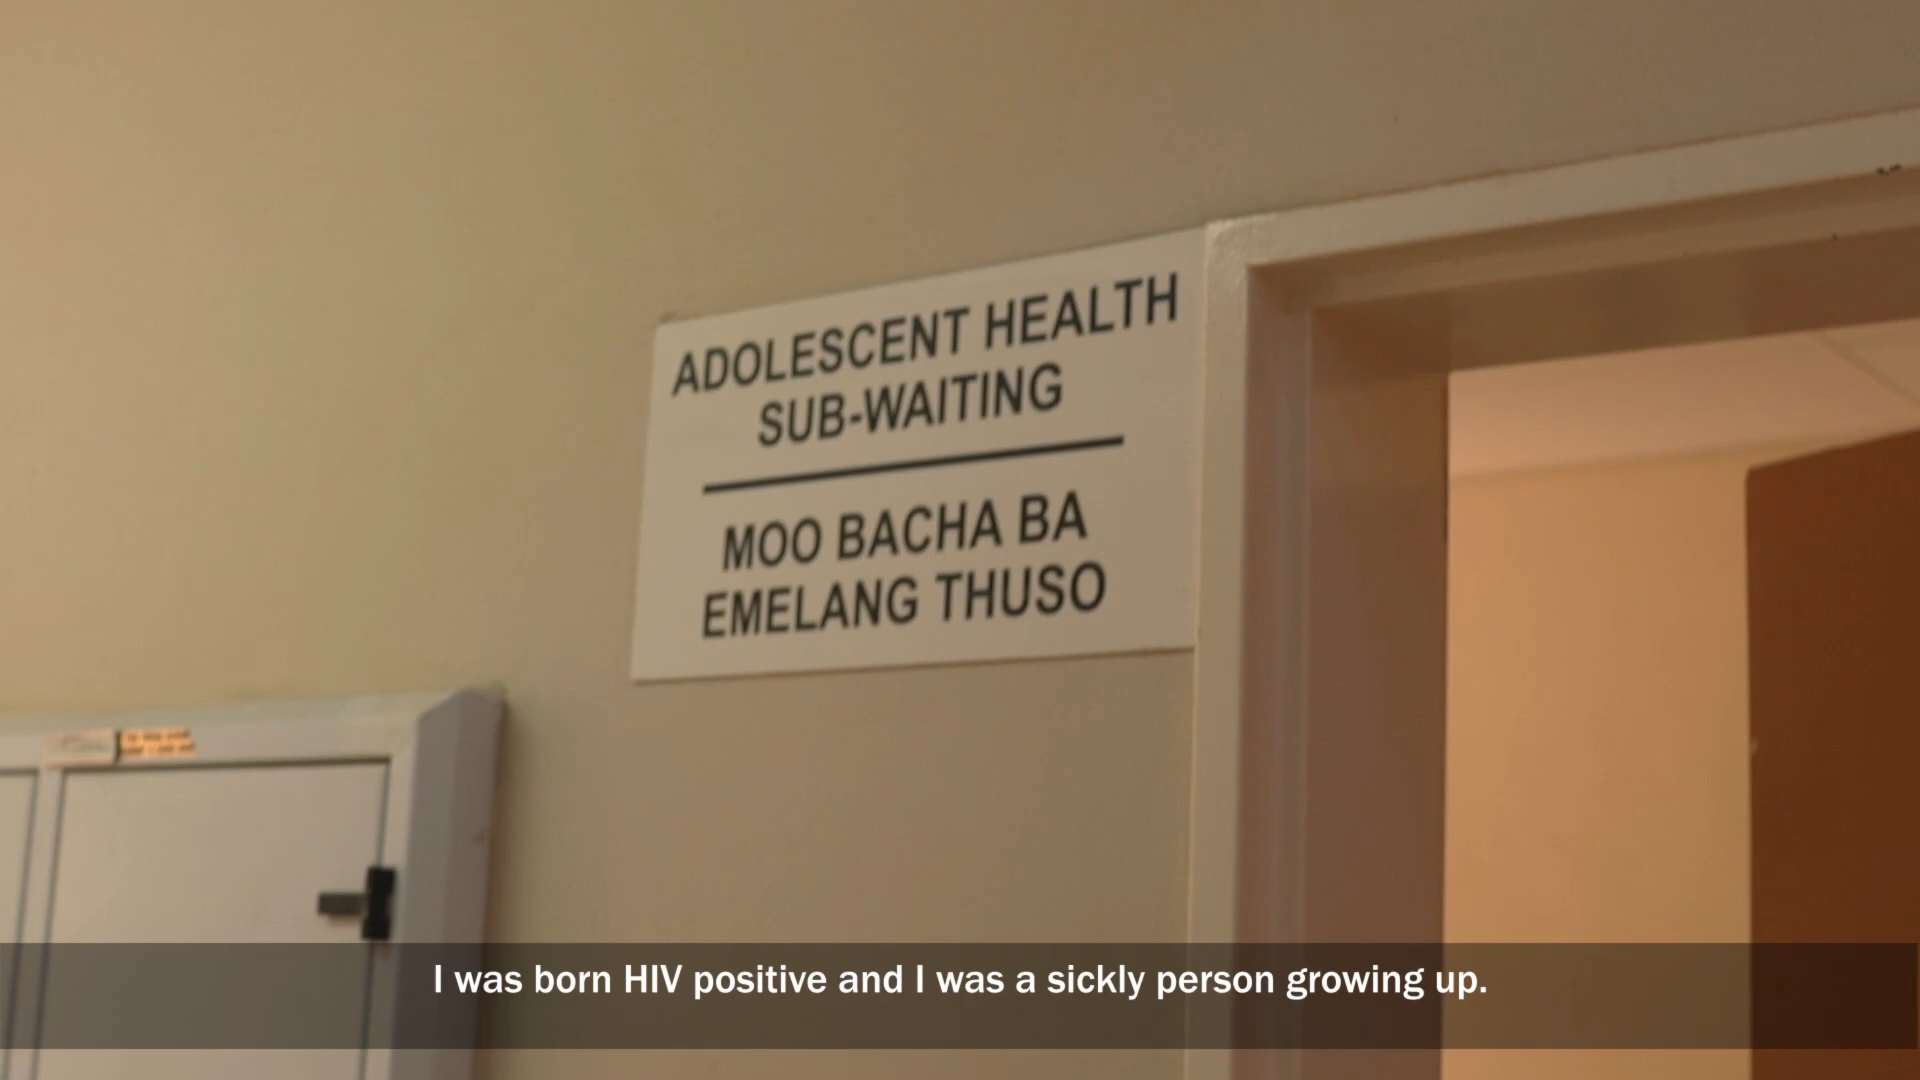 ADOLESCENT HEALTH
SUB-WAITING
MOO BACHA BA
EMELANG THUSO
I was born HIV positive and I was a sickly person growing up.